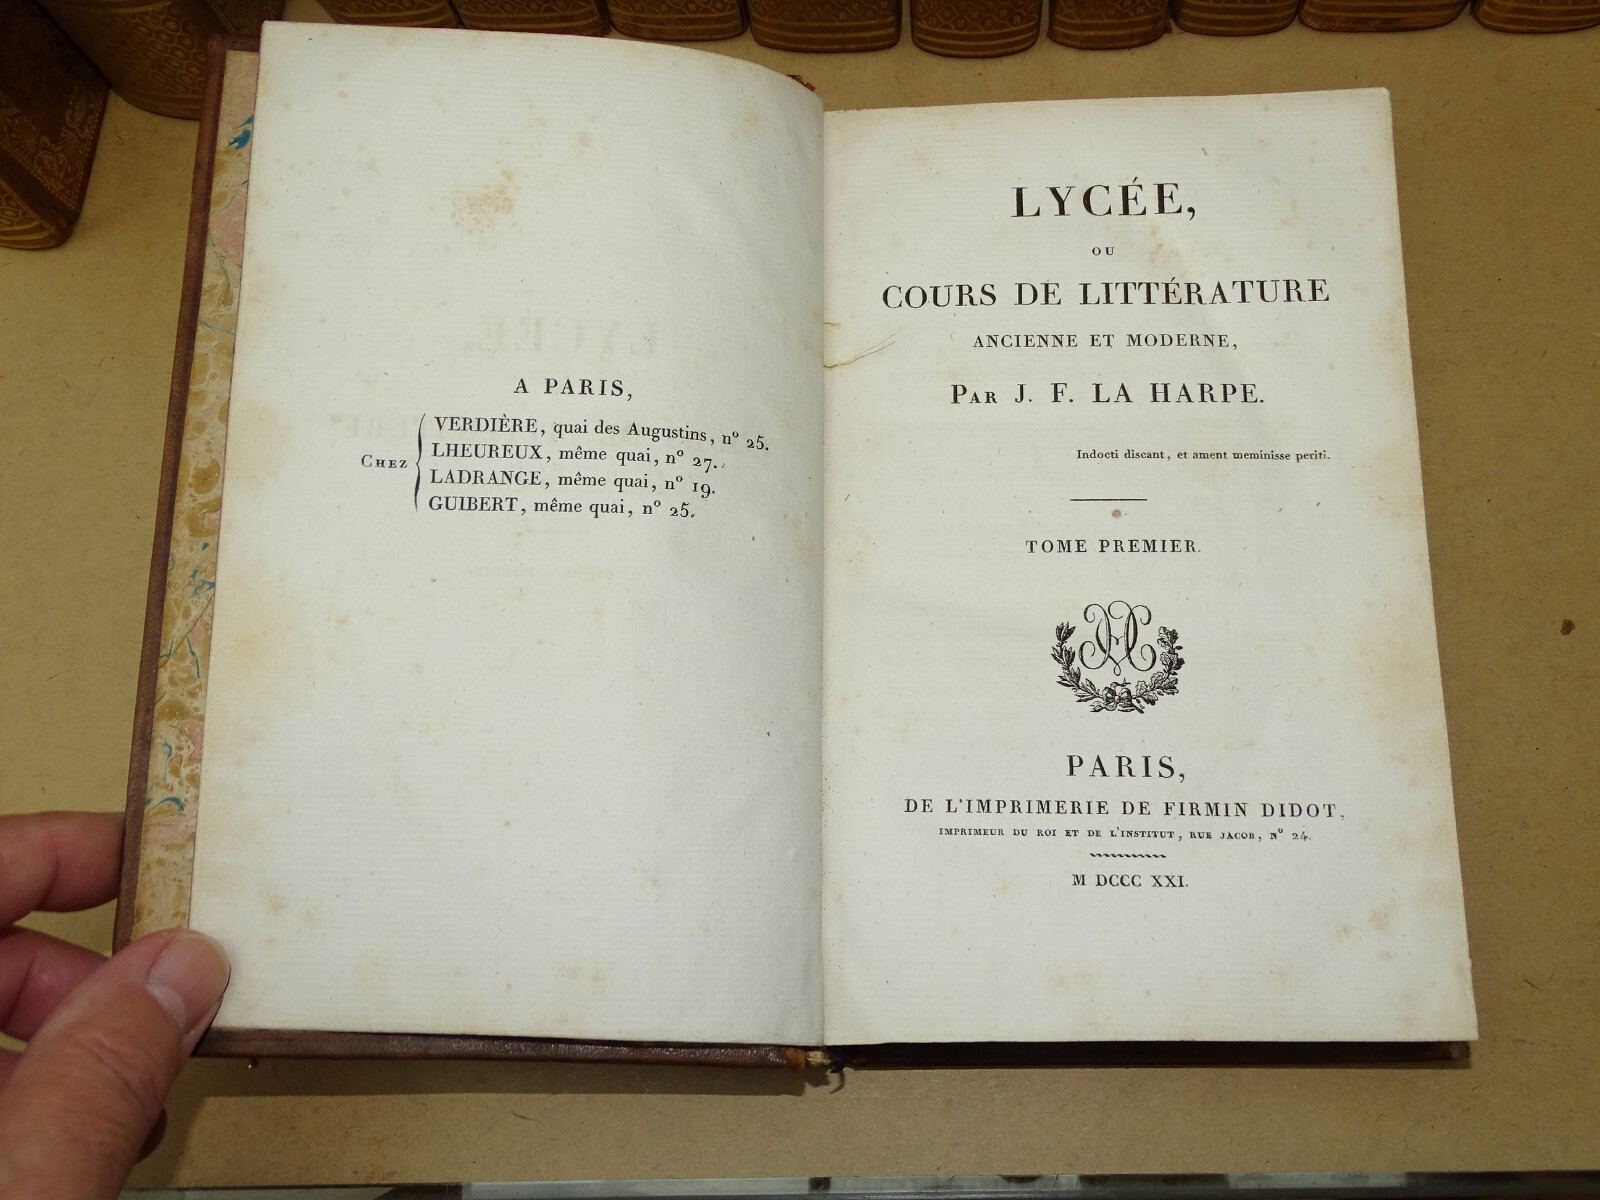 A PARIS,
CHEZ
VERDIÈRE, quai des Augustins, nº 25.
LHEUREUX, même quai, nº 27.
LADRANGE, même quai, nº 19.
GUIBERT, même quai, nº 25.
LYCÉE,
OU
COURS DE LITTÉRATURE
ANCIENNE ET MODERNE,
PAR J. F. LA HARPE.
Indocti discant, et ament meminisse periti.
TOME PREMIER.
PARIS,
DE L'IMPRIMERIE DE FIRMIN DIDOT,
IMPRIMEUR DU ROI ET DE L'INSTITUT, RUE JACOB, Nº 24.
M DCCC XXI.